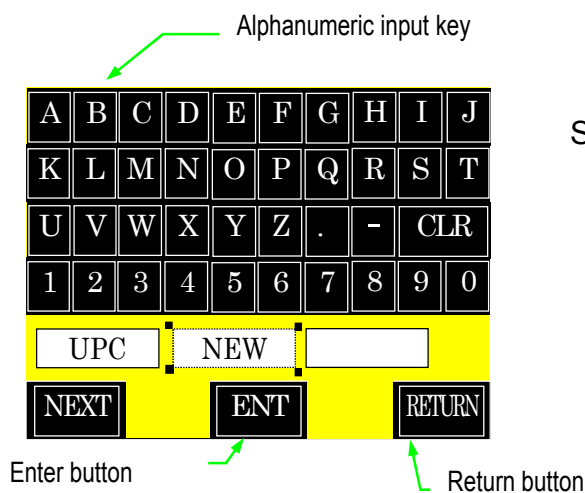 Alphanumeric input key
A B C D E F G H I J
S
K L M N O P Q R S T
U V W X Y Z . - CLR
1 2 3 4 5 6 7 8 9 0
UPC NEW
NEXT ENT RETURN
Enter button
Return button